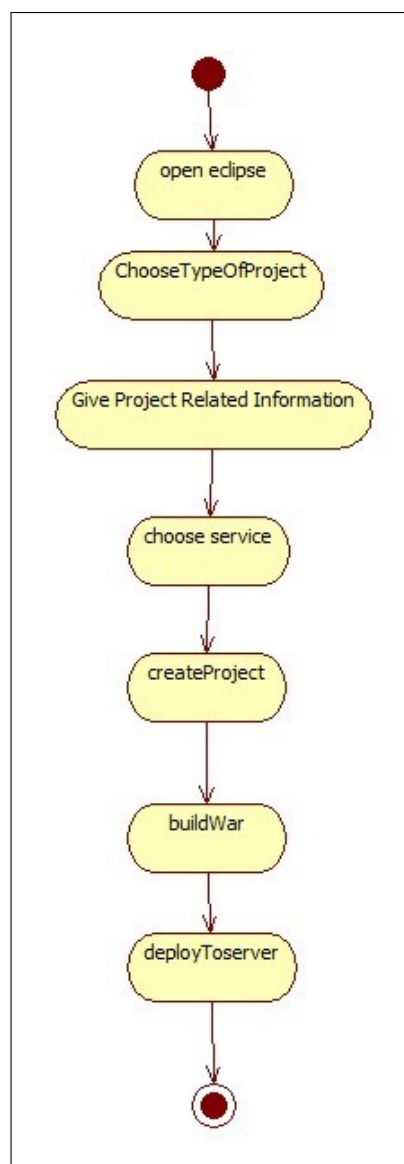 open eclipse
ChooseTypeOfProject
Give Project Related Information
choose service
createProject
buildWar
deployToserver